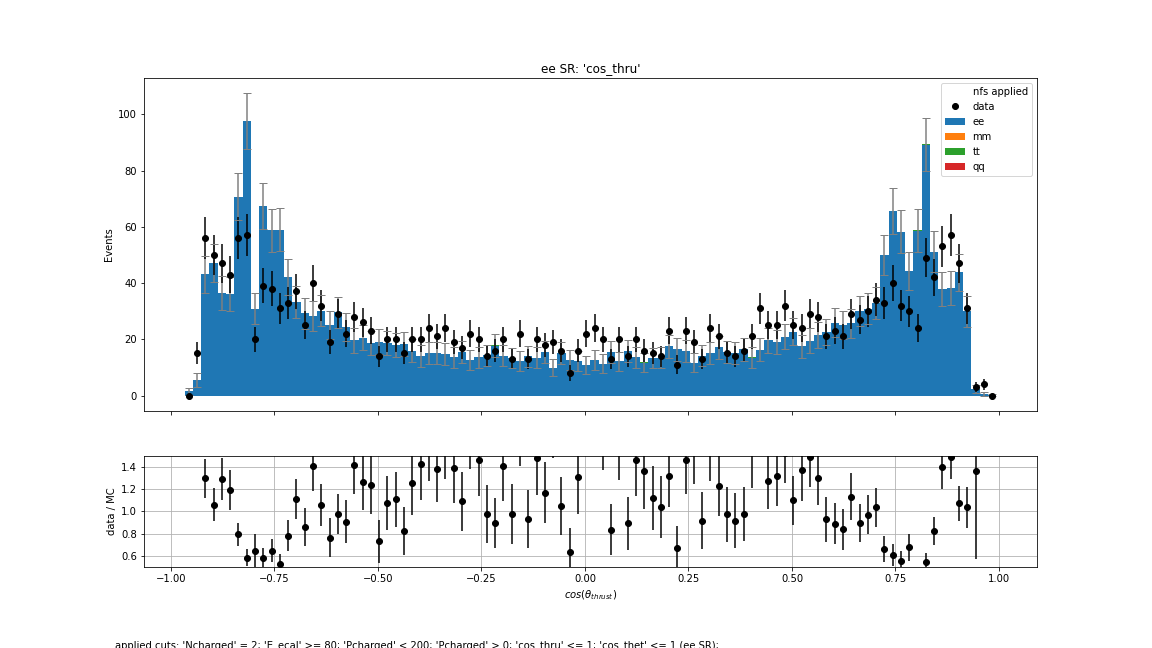 ee SR: 'cos_thru'
nfs applied
data
ee
mm
tt
qq
Events
100
80
60
40
20
0
data / MC
1.4
1.2
1.0
0.8
0.6
−1.00 −0.75 −0.50 −0.25 0.00 0.25 0.50 0.75 1.00
cos(θthrust)
applied cuts: 'Ncharged' = 2; 'E_ecal' >= 80; 'Pcharged' < 200; 'Pcharged' > 0; 'cos_thru' <= 1; 'cos_thet' <= 1 (ee SR);